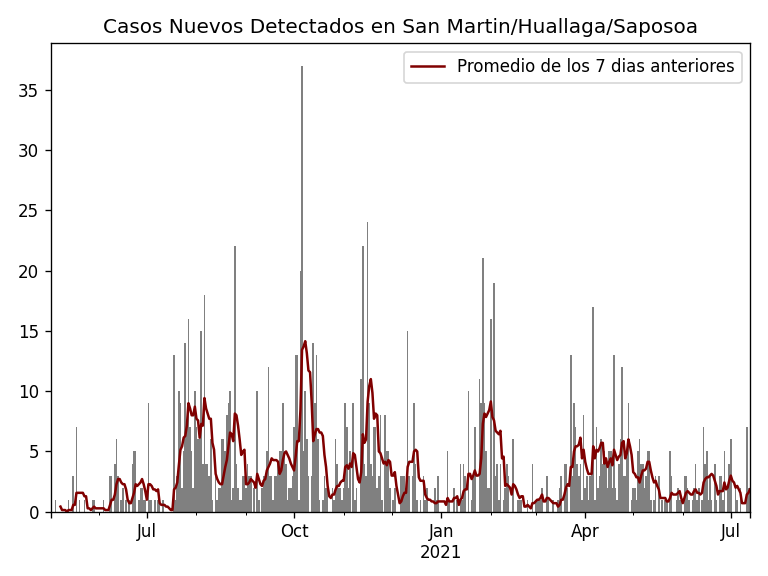 Casos Nuevos Detectados en San Martin/Huallaga/Saposoa
Promedio de los 7 dias anteriores
35
30
25
20
15
10
5
0
Jul
Oct
Jan
Apr
Jul
2021